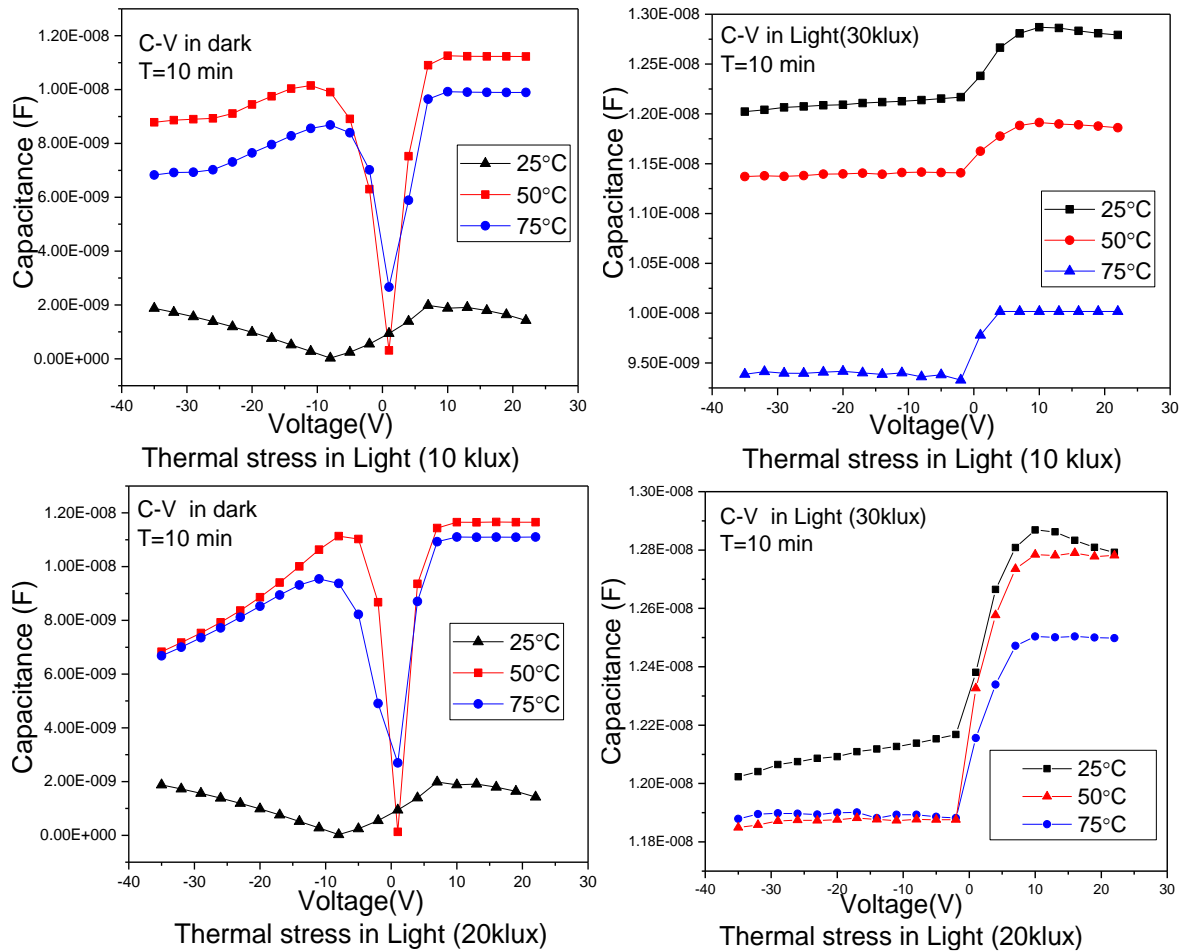 C-V in dark
T=10 min
1.20E-008
1.00E-008
8.00E-009
6.00E-009
4.00E-009
2.00E-009
0.00E+000
Capacitance (F)
25°C
50°C
75°C
-40 -30 -20 -10 0 10 20 30
Voltage(V)
Thermal stress in Light (10 klux)
C-V in Light(30klux)
T=10 min
1.30E-008
1.25E-008
1.20E-008
1.15E-008
1.10E-008
1.05E-008
1.00E-008
9.50E-009
Capacitance (F)
25°C
50°C
75°C
-40 -30 -20 -10 0 10 20 30
Voltage(V)
Thermal stress in Light (10 klux)
C-V in dark
T=10 min
1.20E-008
1.00E-008
8.00E-009
6.00E-009
4.00E-009
2.00E-009
0.00E+000
Capacitance (F)
25°C
50°C
75°C
-40 -30 -20 -10 0 10 20 30
Voltage(V)
Thermal stress in Light (20klux)
C-V in Light (30klux)
T=10 min
1.30E-008
1.28E-008
1.26E-008
1.24E-008
1.22E-008
1.20E-008
1.18E-008
Capacitance (F)
25°C
50°C
75°C
-40 -30 -20 -10 0 10 20 30
Voltage(V)
Thermal stress in Light (20klux)